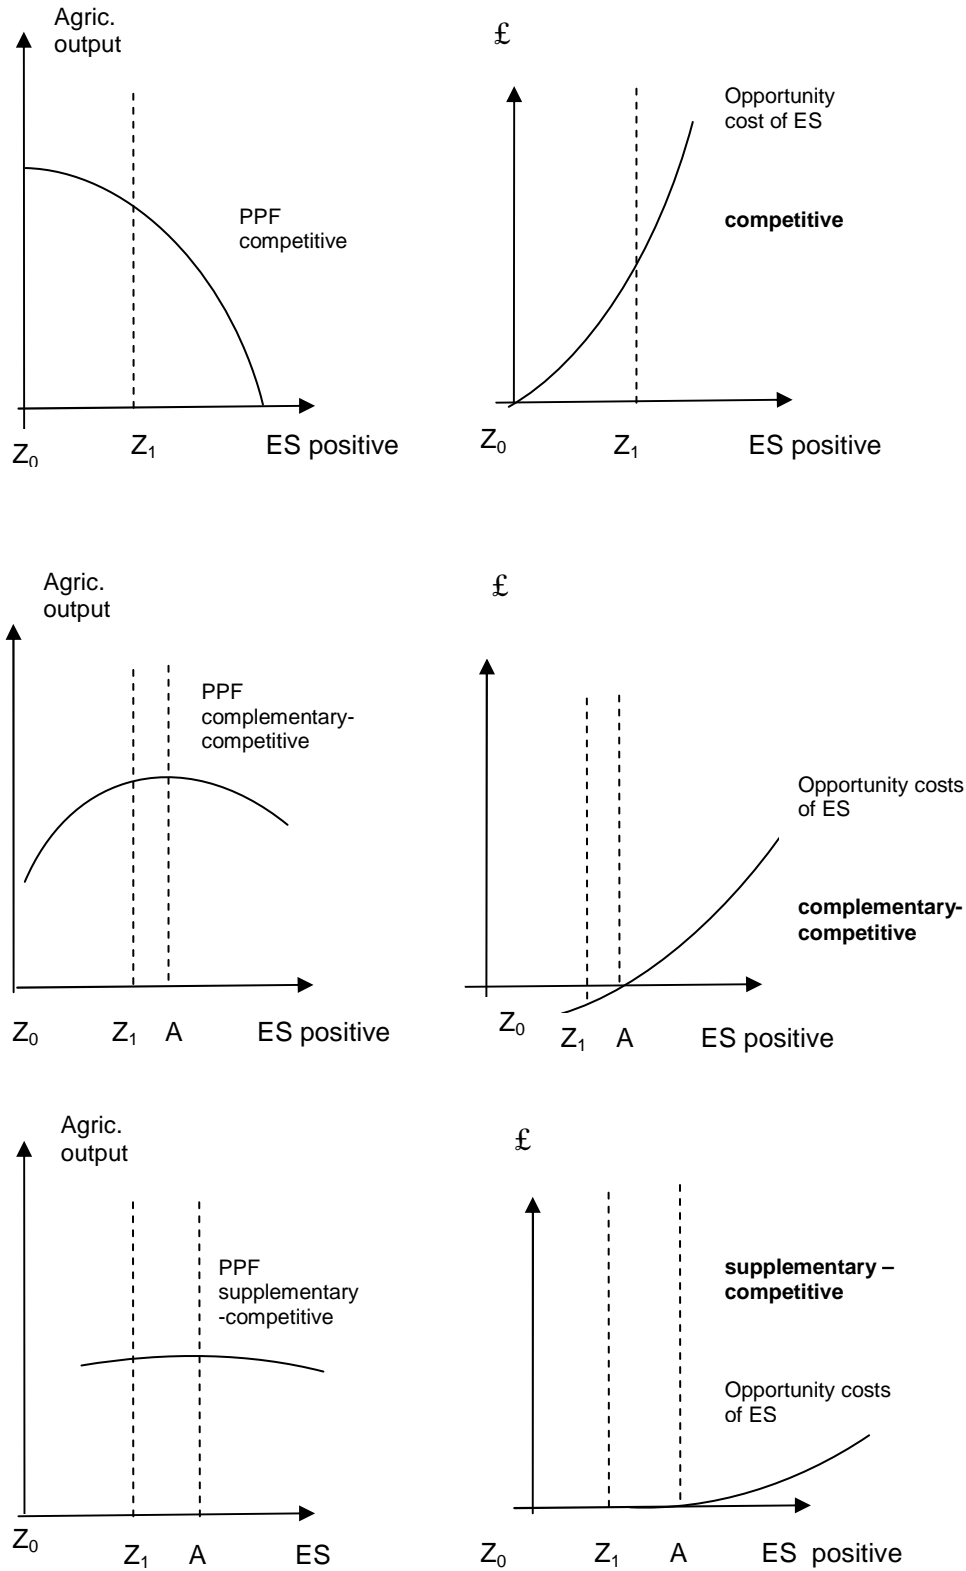 Agric.
output
PPF
competitive
Z₀
Z₁
ES positive
£
Opportunity
cost of ES
competitive
Z₀
Z₁
ES positive
Agric.
output
PPF
complementary-
competitive
Z₀
Z₁
A
ES positive
£
Opportunity costs
of ES
complementary-
competitive
Z₀
Z₁
A
ES positive
Agric.
output
PPF
supplementary
-competitive
Z₀
Z₁
A
ES
£
supplementary –
competitive
Opportunity costs
of ES
Z₀
Z₁
A
ES positive